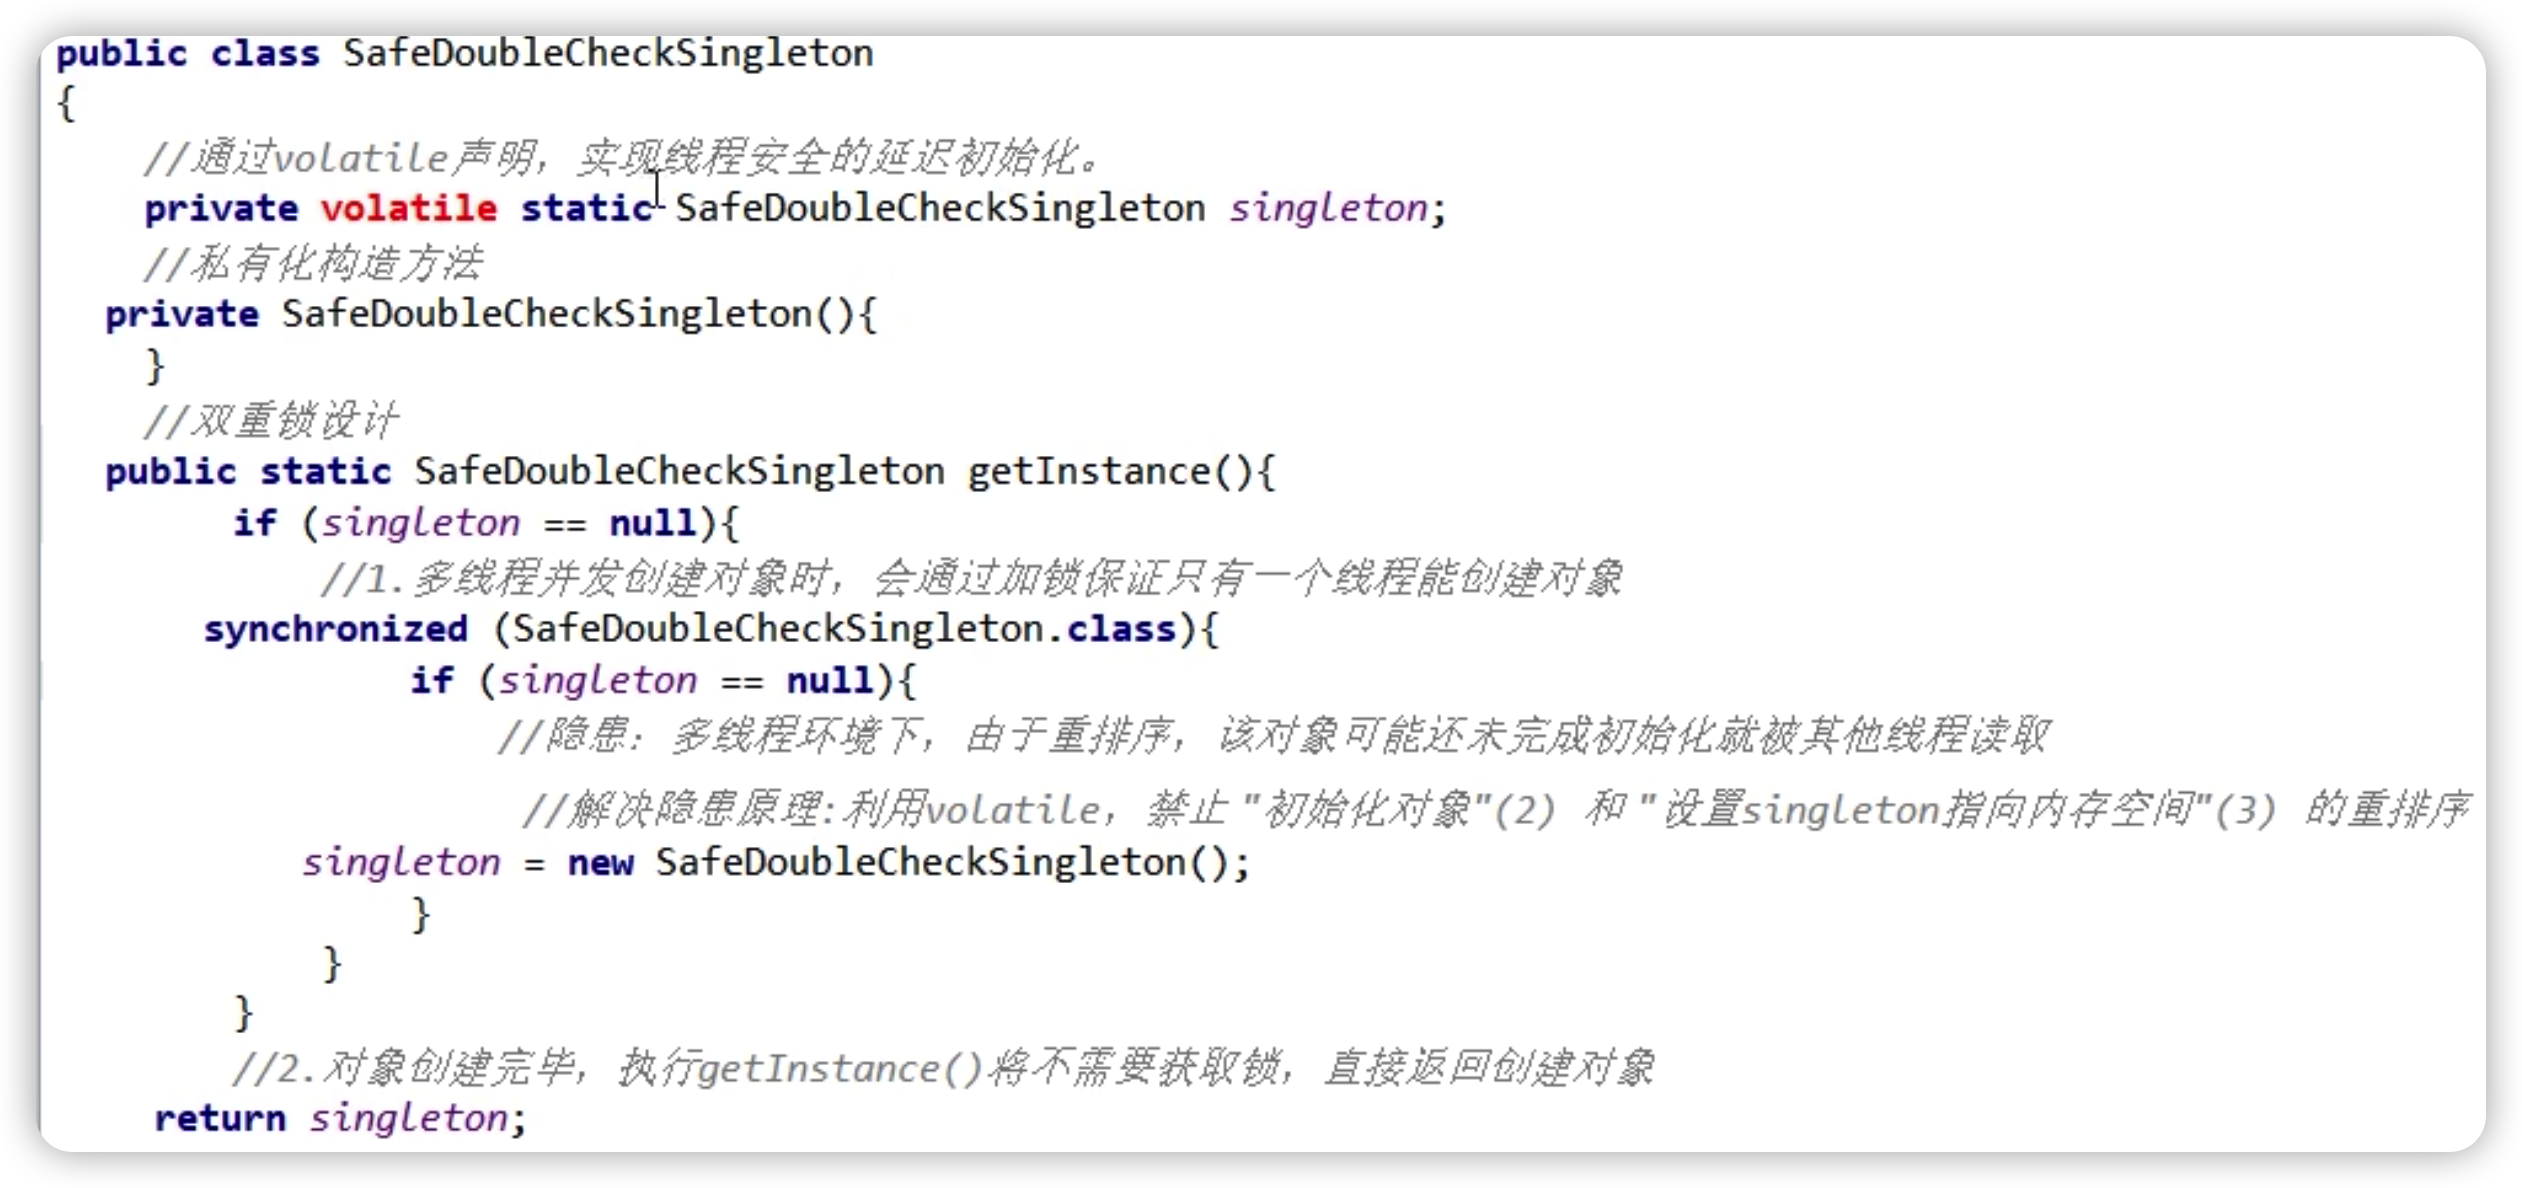 public class SafeDoubleCheckSingleton
{
//通过volatile声明，实现线程安全的延迟初始化。
private volatile static SafeDoubleCheckSingleton singleton;
//私有化构造方法
private SafeDoubleCheckSingleton(){
}
//双重锁设计
public static SafeDoubleCheckSingleton getInstance(){
if (singleton == null){
//1.多线程并发创建对象时，会通过加锁保证只有一个线程能创建对象
synchronized (SafeDoubleCheckSingleton.class){
if (singleton == null){
//隐患：多线程环境下，由于重排序，该对象可能还未完成初始化就被其他线程读取
//解决隐患原理:利用volatile，禁止 "初始化对象"(2) 和 "设置singleton指向内存空间"(3) 的重排序
singleton = new SafeDoubleCheckSingleton();
}
}
}
//2.对象创建完毕，执行getInstance()将不需要获取锁，直接返回创建对象
return singleton;